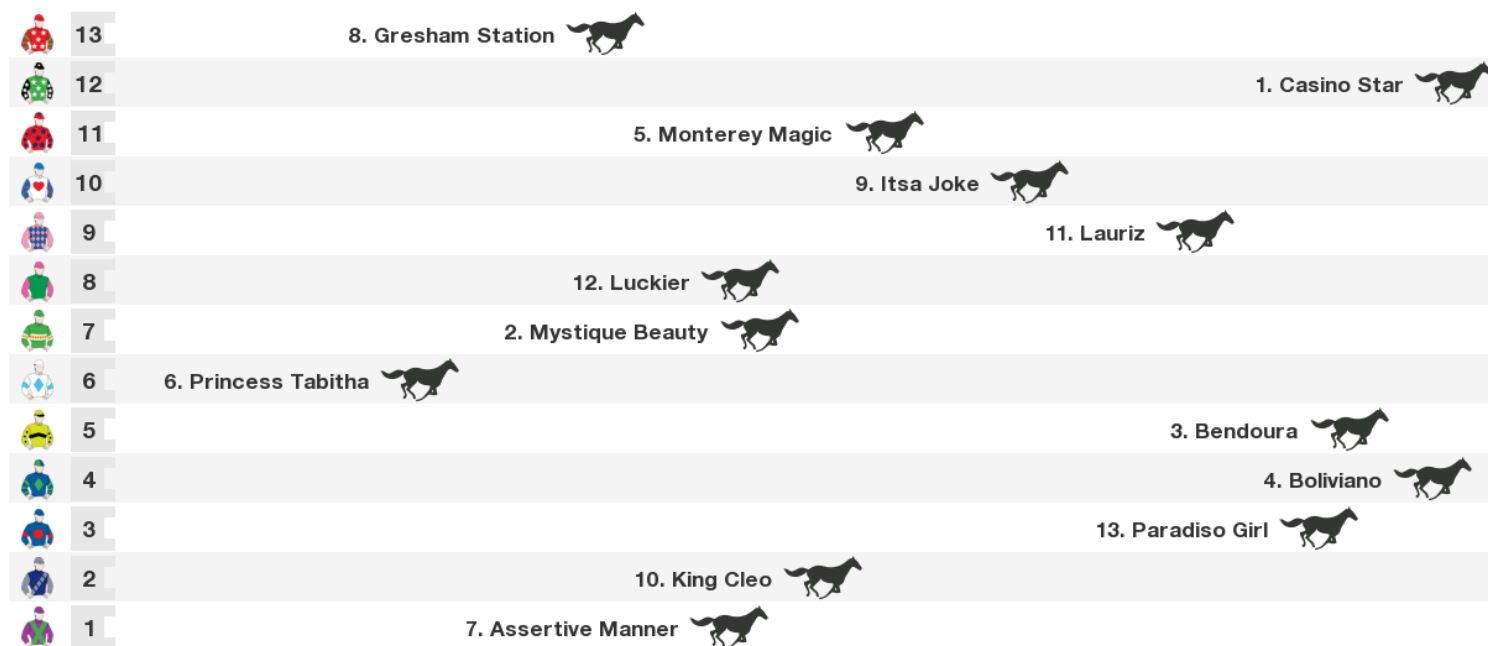 13 8. Gresham Station
12 1. Casino Star
11 5. Monterey Magic
10 9. Itsa Joke
9 11. Lauriz
8 12. Luckier
7 2. Mystique Beauty
6 6. Princess Tabitha
5 3. Bendoura
4 4. Boliviano
3 13. Paradiso Girl
2 10. King Cleo
1 7. Assertive Manner